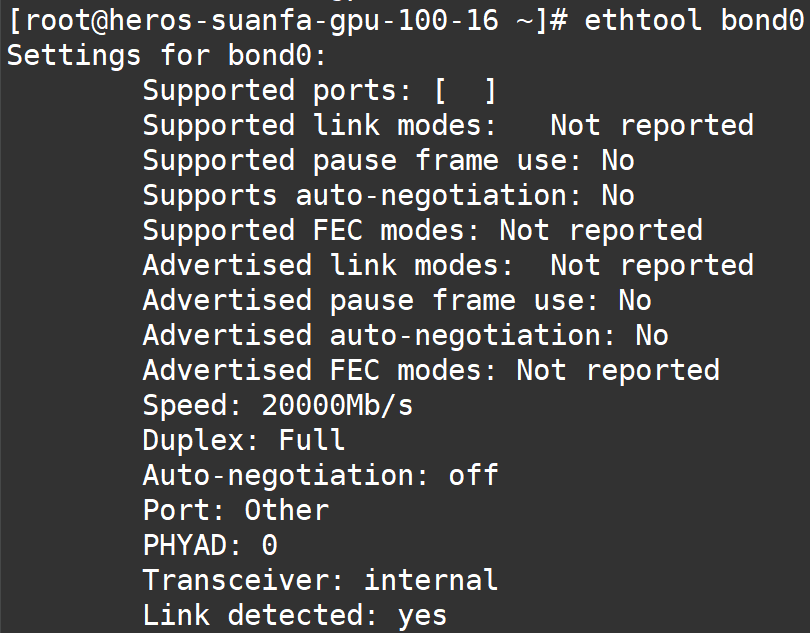 [root@heros-suanfa-gpu-100-16 ~]# ethtool bond0
Settings for bond0:
        Supported ports: [  ]
        Supported link modes:   Not reported
        Supported pause frame use: No
        Supports auto-negotiation: No
        Supported FEC modes: Not reported
        Advertised link modes:  Not reported
        Advertised pause frame use: No
        Advertised auto-negotiation: No
        Advertised FEC modes: Not reported
        Speed: 20000Mb/s
        Duplex: Full
        Auto-negotiation: off
        Port: Other
        PHYAD: 0
        Transceiver: internal
        Link detected: yes